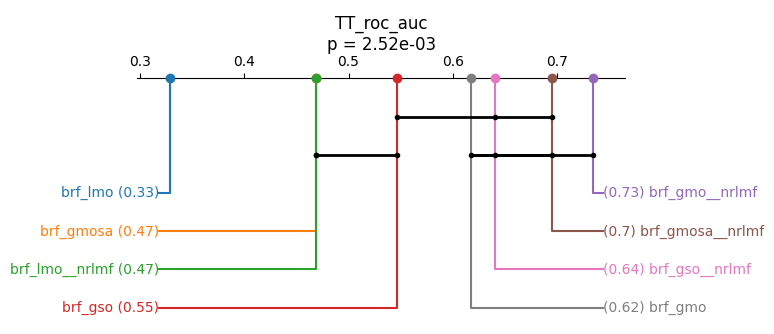 TT_roc_auc
p = 2.52e-03
0.3 0.4 0.5 0.6 0.7
brf_lmo (0.33) (0.73) brf_gmo__nrlmf
brf_gmosa (0.47) (0.7) brf_gmosa__nrlmf
brf_lmo__nrlmf (0.47) (0.64) brf_gso__nrlmf
brf_gso (0.55) (0.62) brf_gmo